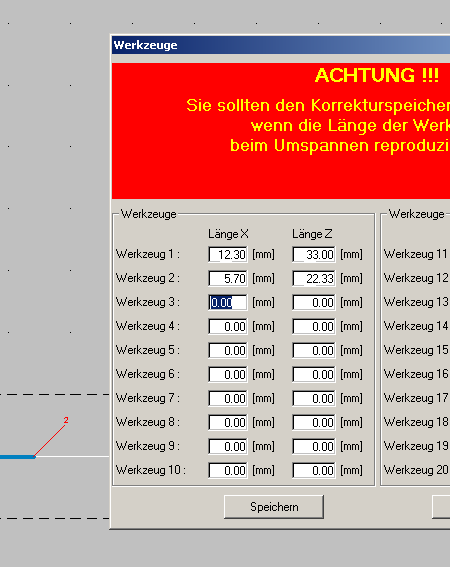 Werkzeuge
ACHTUNG !!!
Sie sollten den Korrekturspeicher
wenn die Länge der Werk
beim Umspannen reproduzi
Werkzeuge Werkzeuge
Länge X Länge Z
Werkzeug 1 : 12.30 [mm] 33.00 [mm] Werkzeug 11
Werkzeug 2 : 5.70 [mm] 22.33 [mm] Werkzeug 12
Werkzeug 3 : 0.00 [mm] 0.00 [mm] Werkzeug 13
Werkzeug 4 : 0.00 [mm] 0.00 [mm] Werkzeug 14
Werkzeug 5 : 0.00 [mm] 0.00 [mm] Werkzeug 15
Werkzeug 6 : 0.00 [mm] 0.00 [mm] Werkzeug 16
Werkzeug 7 : 0.00 [mm] 0.00 [mm] Werkzeug 17
Werkzeug 8 : 0.00 [mm] 0.00 [mm] Werkzeug 18
2
Werkzeug 9 : 0.00 [mm] 0.00 [mm] Werkzeug 19
Werkzeug 10 : 0.00 [mm] 0.00 [mm] Werkzeug 20
Speichern